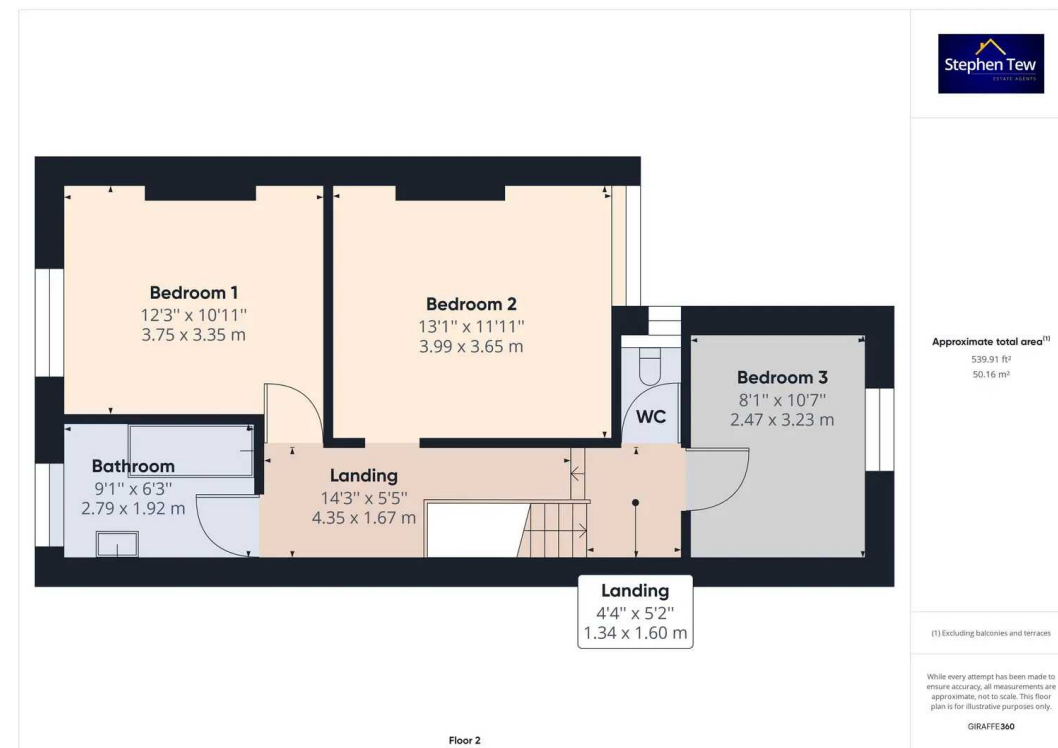 Stephen Tew
ESTATE AGENTS
Bedroom 1
12'3" x 10'11"
3.75 x 3.35 m
Bedroom 2
13'1" x 11'11"
3.99 x 3.65 m
WC
Bedroom 3
8'1" x 10'7"
2.47 x 3.23 m
Bathroom
9'1" x 6'3"
2.79 x 1.92 m
Landing
14'3" x 5'5"
4.35 x 1.67 m
Landing
4'4" x 5'2"
1.34 x 1.60 m
Floor 2
Approximate total area(1)
539.91 ft²
50.16 m²
(1) Excluding balconies and terraces
While every attempt has been made to
ensure accuracy, all measurements are
approximate, not to scale. This floor
plan is for illustrative purposes only.
GIRAFFE360